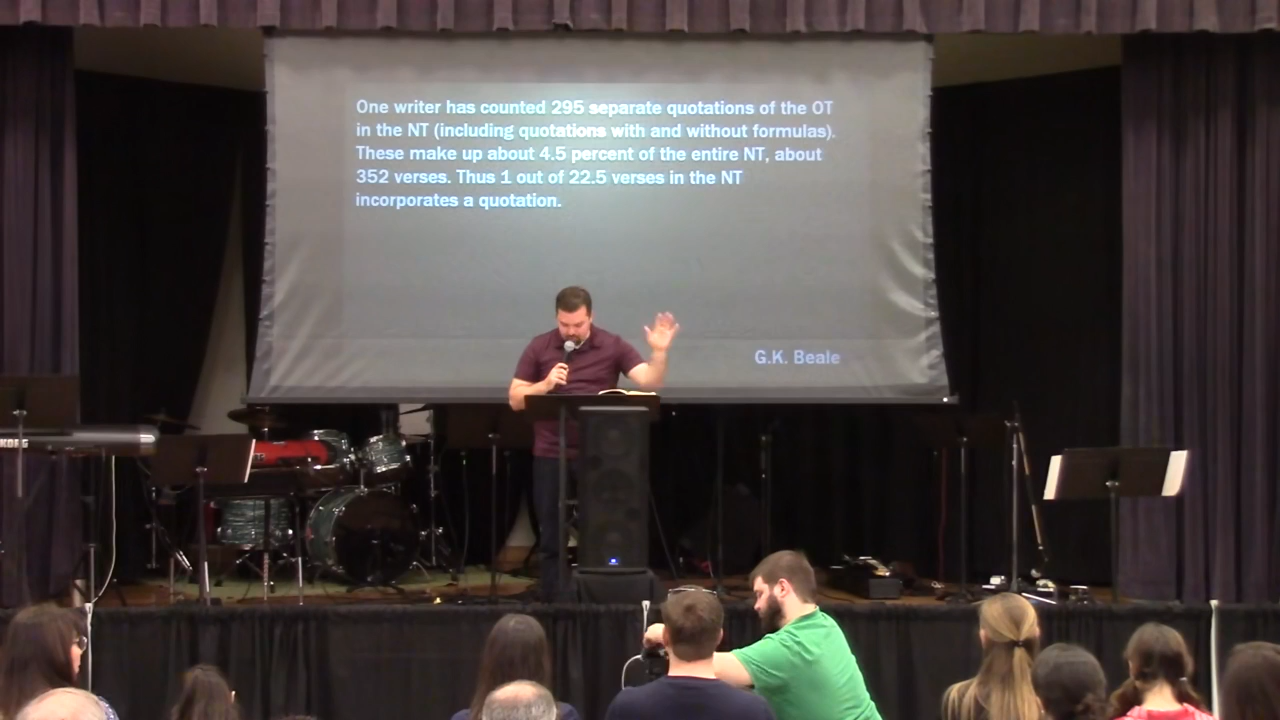 One writer has counted 295 separate quotations of the OT
in the NT (including quotations with and without formulas).
These make up about 4.5 percent of the entire NT, about
352 verses. Thus 1 out of 22.5 verses in the NT
incorporates a quotation.
G.K. Beale
KORG